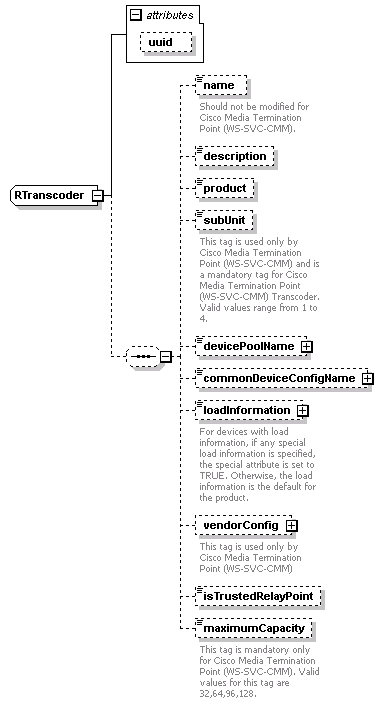 attributes
uuid
RTranscoder
name
Should not be modified for
Cisco Media Termination
Point (WS-SVC-CMM).
description
product
subUnit
This tag is used only by
Cisco Media Termination
Point (WS-SVC-CMM) and is
a mandatory tag for Cisco
Media Termination Point
(WS-SVC-CMM) Transcoder.
Valid values range from 1 to
4.
devicePoolName
commonDeviceConfigName
loadInformation
For devices with load
information, if any special
load information is specified,
the special attribute is set to
TRUE. Otherwise, the load
information is the default for
the product.
vendorConfig
This tag is used only by
Cisco Media Termination
Point (WS-SVC-CMM)
isTrustedRelayPoint
maximumCapacity
This tag is mandatory only
for Cisco Media Termination
Point (WS-SVC-CMM). Valid
values for this tag are
32,64,96,128.